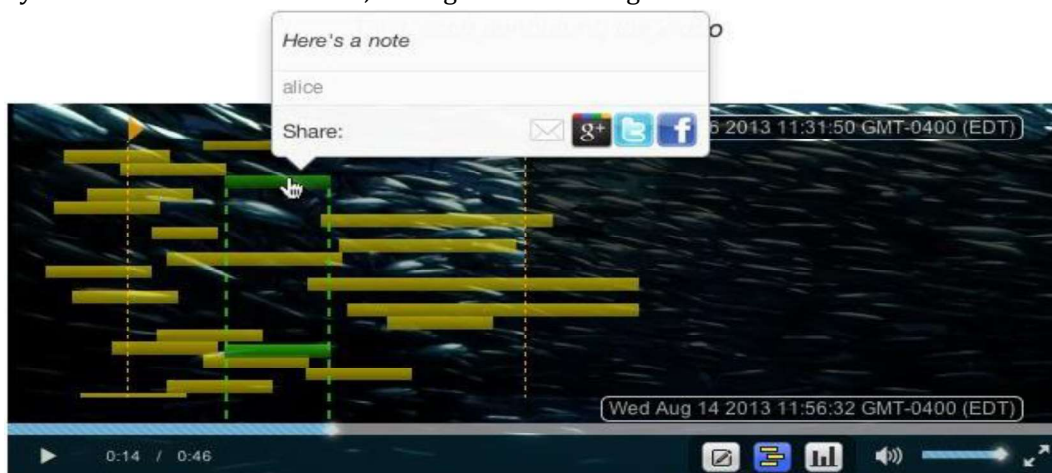 Here's a note
o
alice
Share:
g+
6 2013 11:31:50 GMT-0400 (EDT)
Wed Aug 14 2013 11:56:32 GMT-0400 (EDT)
0:14 / 0:46